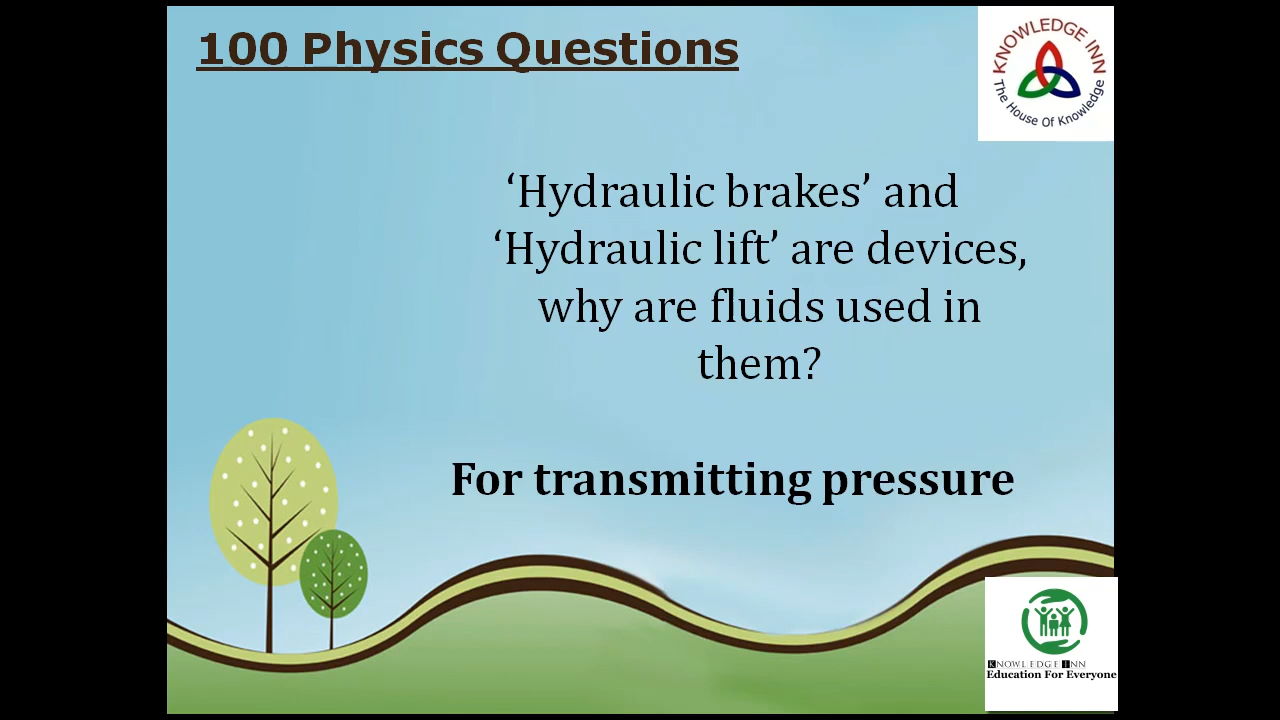 100 Physics Questions
KNOWLEDGE INN
The House Of Knowledge
‘Hydraulic brakes’ and
‘Hydraulic lift’ are devices,
why are fluids used in
them?
For transmitting pressure
KNOWLEDGE INN
Education For Everyone